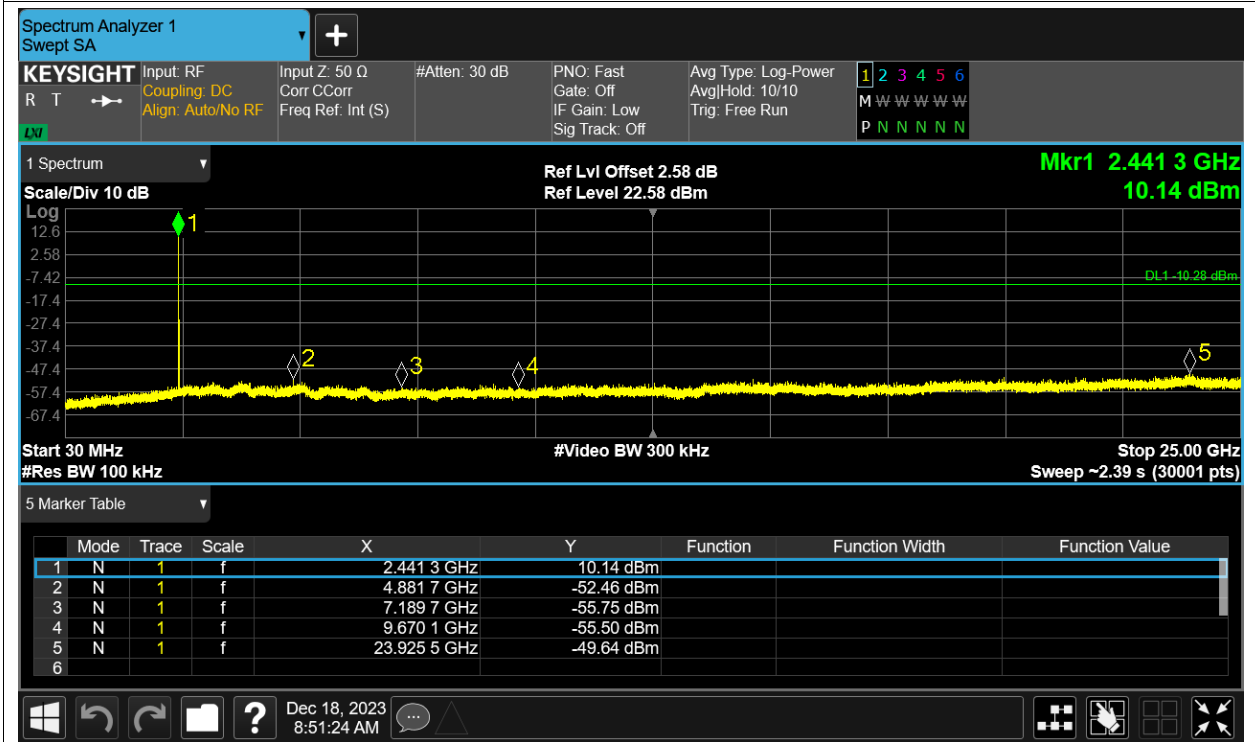 Spectrum Analyzer 1
Swept SA
+
KEYSIGHT
R T
LXI
Input: RF
Coupling: DC
Align: Auto/No RF
Input Z: 50 Ω
Corr CCorr
Freq Ref: Int (S)
#Atten: 30 dB
PNO: Fast
Gate: Off
IF Gain: Low
Sig Track: Off
Avg Type: Log-Power
Avg|Hold: 10/10
Trig: Free Run
1 2 3 4 5 6
M W W W W W
P N N N N N
1 Spectrum
Scale/Div 10 dB
Ref Lvl Offset 2.58 dB
Ref Level 22.58 dBm
Mkr1 2.441 3 GHz
10.14 dBm
Log
12.6
2.58
-7.42
-17.4
-27.4
-37.4
-47.4
-57.4
-67.4
1
2
3
4
5
DL1 -10.28 dBm
Start 30 MHz
#Res BW 100 kHz
#Video BW 300 kHz
Stop 25.00 GHz
Sweep ~2.39 s (30001 pts)
5 Marker Table
Mode Trace Scale X Y Function Function Width Function Value
1 N 1 f 2.441 3 GHz 10.14 dBm
2 N 1 f 4.881 7 GHz -52.46 dBm
3 N 1 f 7.189 7 GHz -55.75 dBm
4 N 1 f 9.670 1 GHz -55.50 dBm
5 N 1 f 23.925 5 GHz -49.64 dBm
6
?
Dec 18, 2023
8:51:24 AM